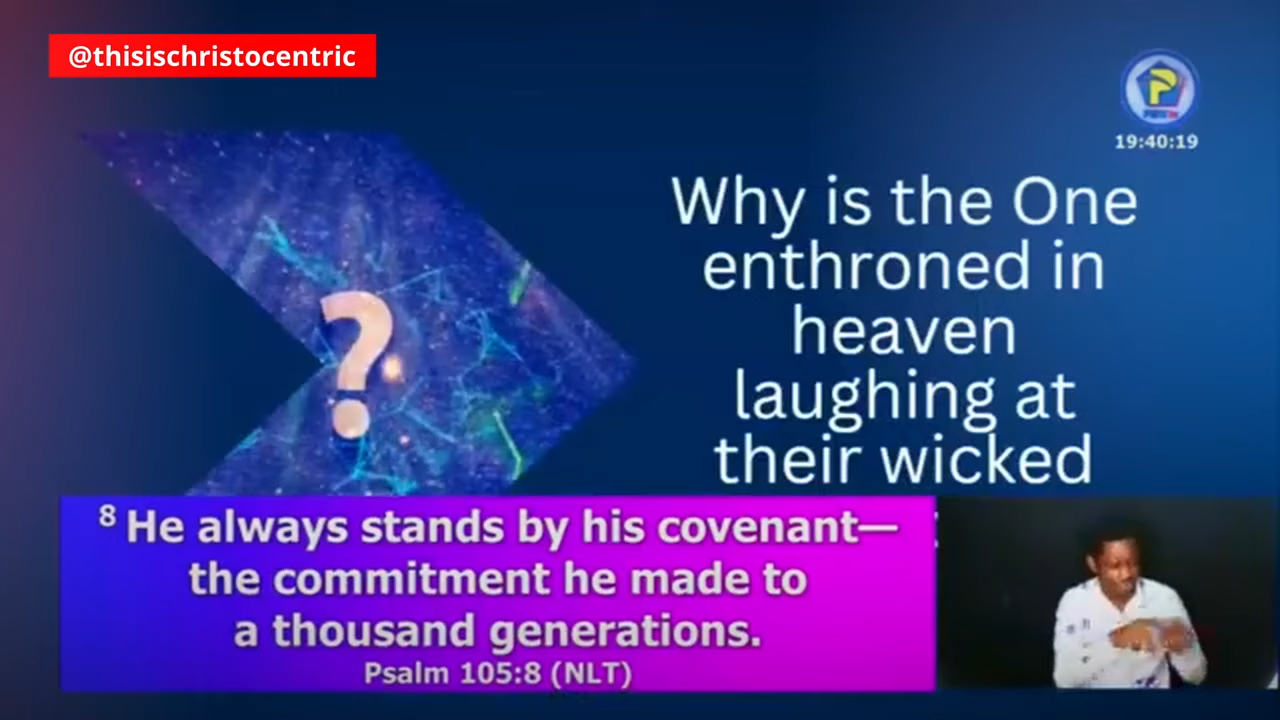 @thisischristocentric
19:40:19
Why is the One
enthroned in
heaven
laughing at
their wicked
?
8 He always stands by his covenant—
the commitment he made to
a thousand generations.
Psalm 105:8 (NLT)